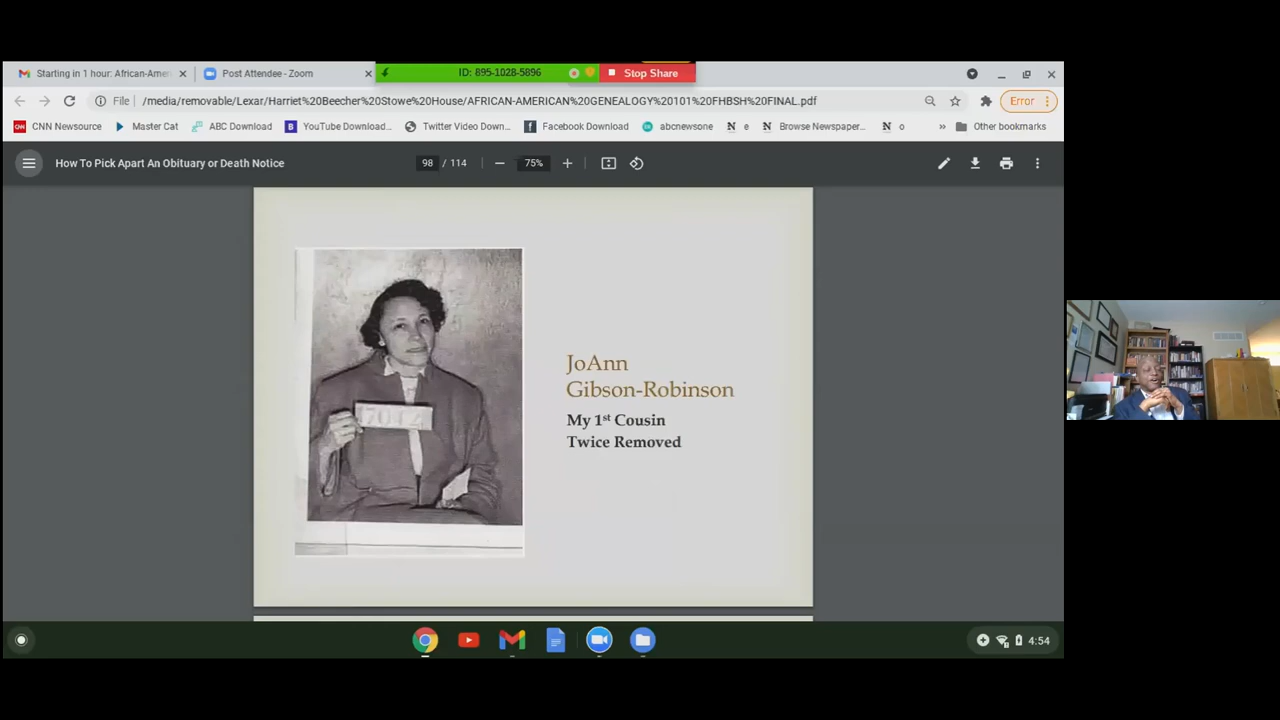 Starting in 1 hour: African-Amer
Post Attendee - Zoom
ID: 895-1028-5896
Stop Share
File
/media/removable/Lexar/Harriet%20Beecher%20Stowe%20House/AFRICAN-AMERICAN%20GENEALOGY%20101%20FHBSH%20FINAL.pdf
Error
CNN Newsource
Master Cat
ABC Download
YouTube Download...
Twitter Video Down...
Facebook Download
abcnewsone
N e
N Browse Newspaper...
N o
»
Other bookmarks
How To Pick Apart An Obituary or Death Notice
98 / 114
75%
JoAnn
Gibson-Robinson
My 1st Cousin
Twice Removed
4:54